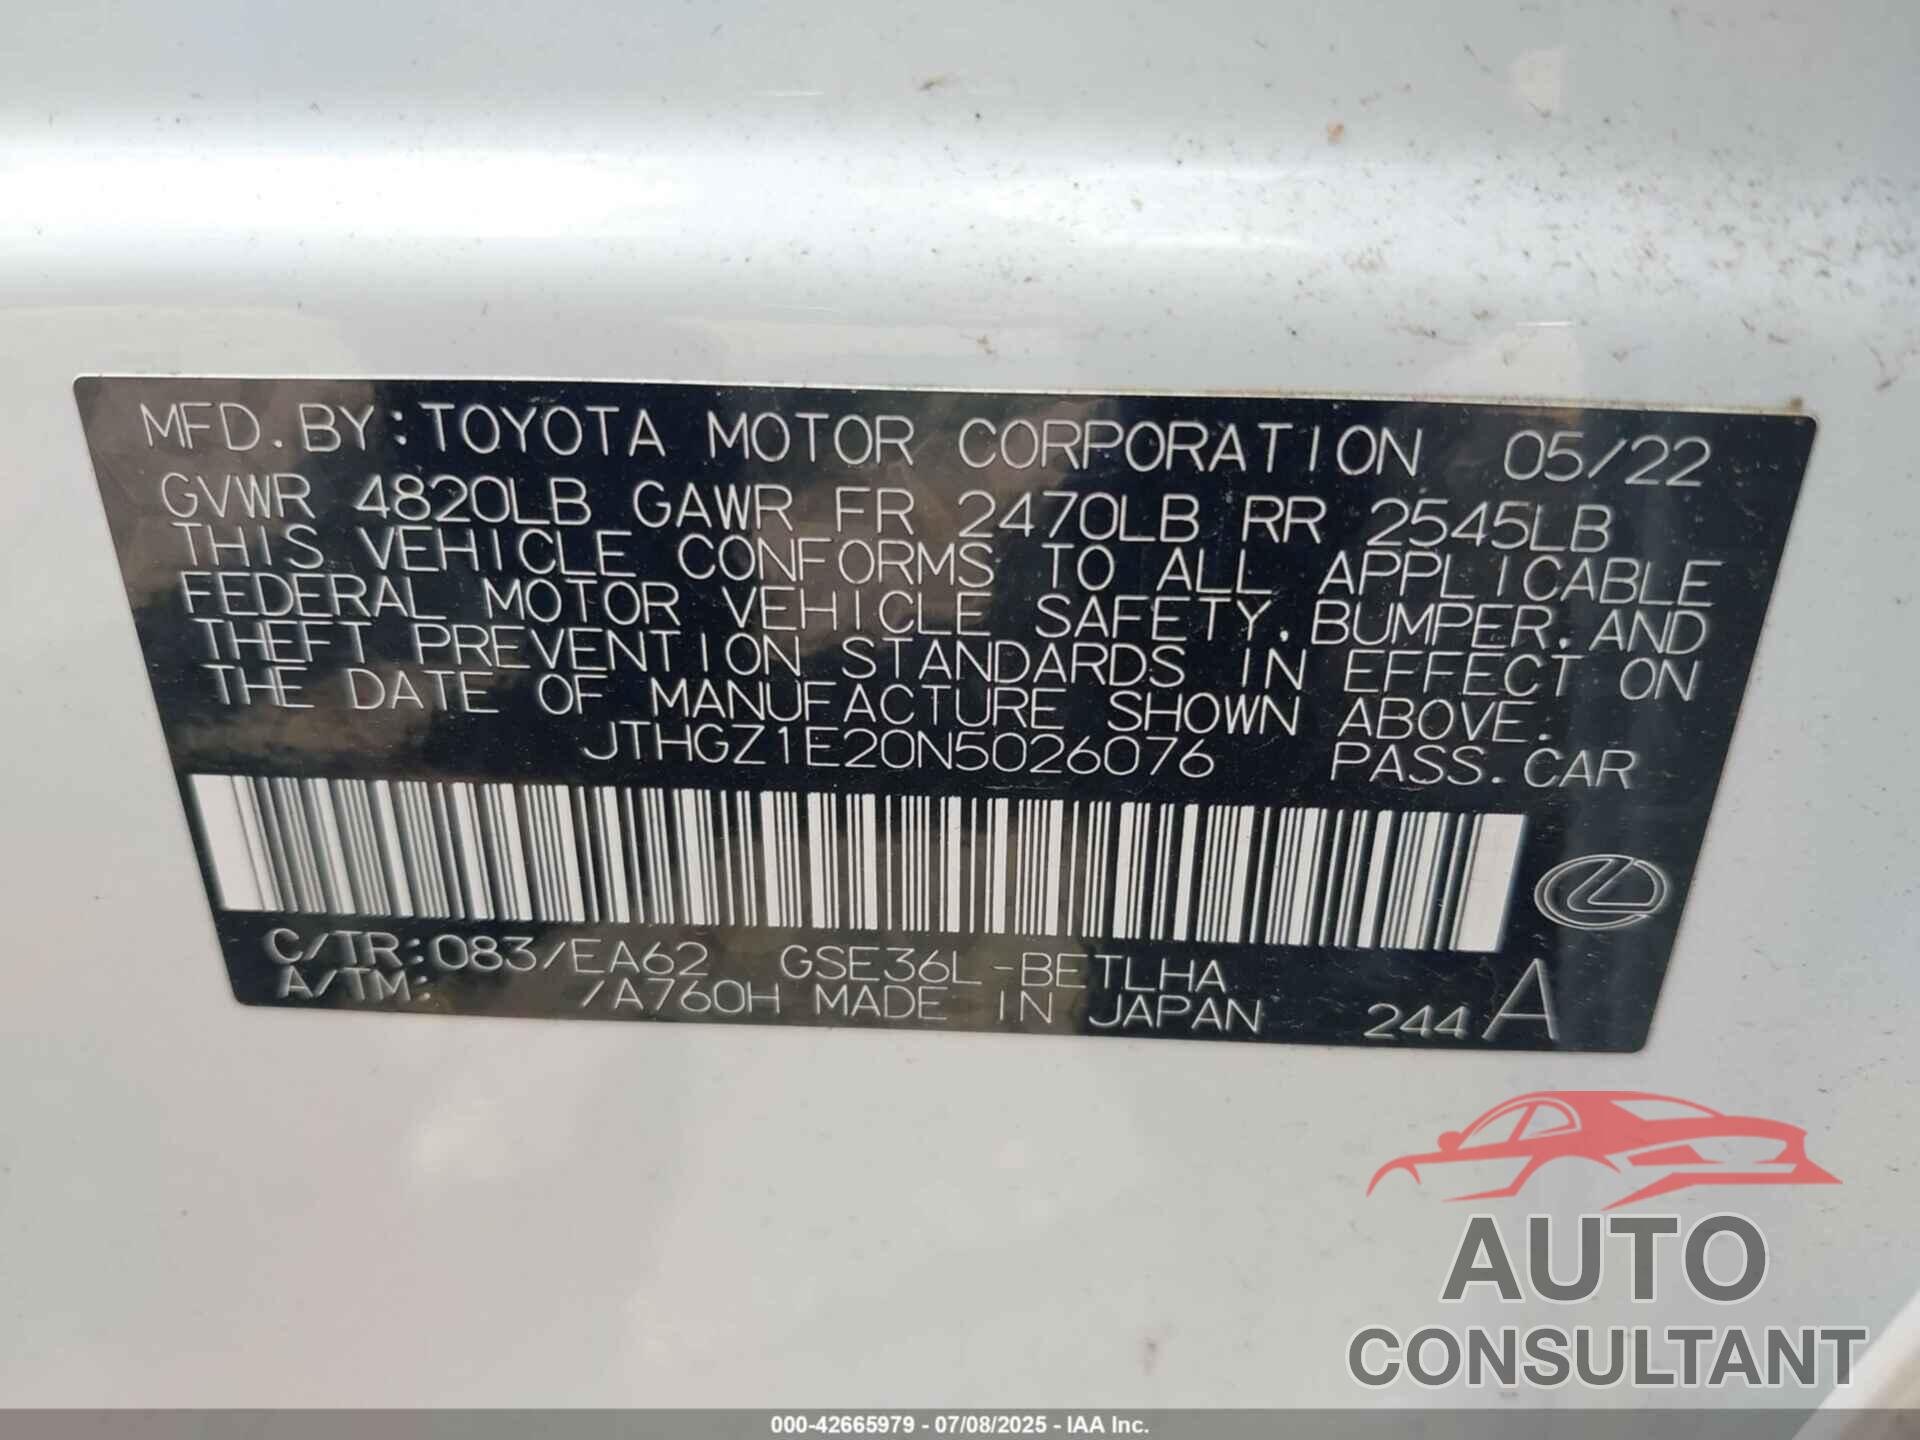 MFD. BY: TOYOTA MOTOR CORPORATION 05/22
GVWR 4820LB GAWR FR 2470LB RR 2545LB
THIS VEHICLE CONFORMS TO ALL APPLICABLE
FEDERAL MOTOR VEHICLE SAFETY, BUMPER, AND
THEFT PREVENTION STANDARDS IN EFFECT ON
THE DATE OF MANUFACTURE SHOWN ABOVE.
JTHGZ1E20N5026076 PASS. CAR
C/TR: 083/EA62 GSE36L-BETLHA
A/TM: /A760H MADE IN JAPAN 244 A
AUTO
CONSULTANT
000-42665979 - 07/08/2025 - IAA Inc.